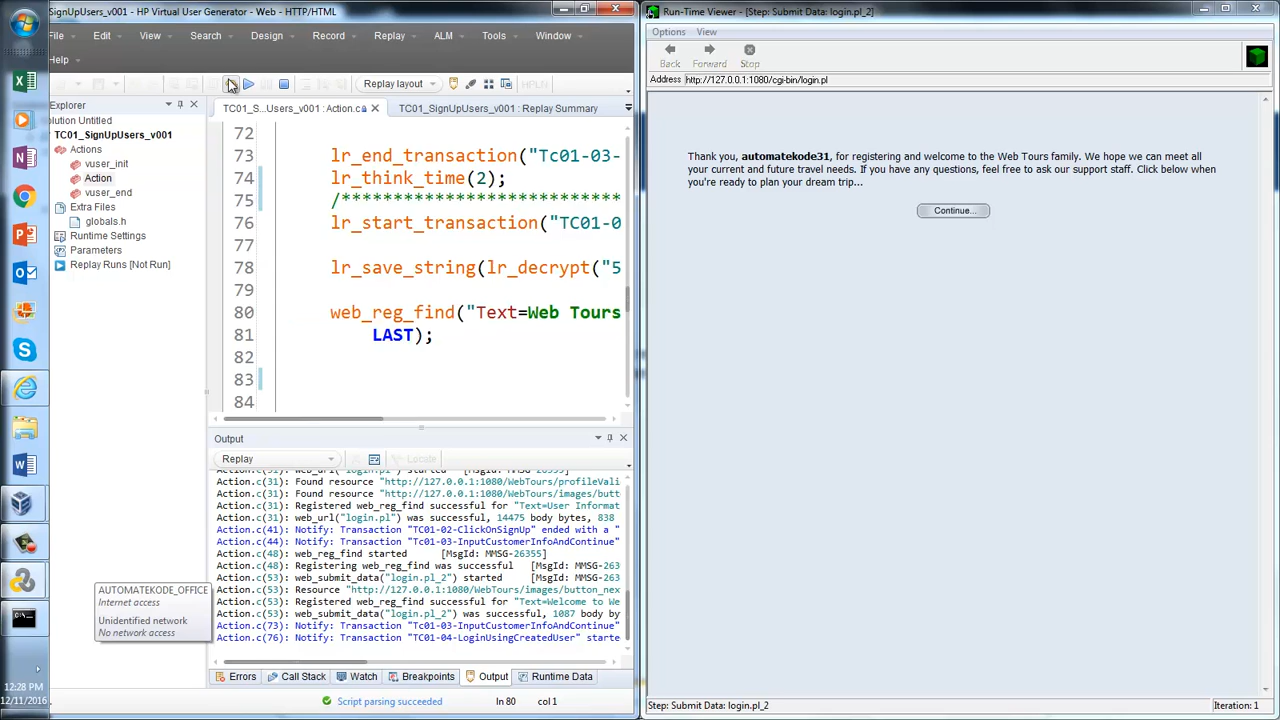 SignUpUsers_v001 - HP Virtual User Generator - Web - HTTP/HTML
File Edit View Search Design Record Replay ALM Tools Window
Help
Replay layout HPLN
Explorer
Solution Untitled
TC01_SignUpUsers_v001
Actions
vuser_init
Action
vuser_end
Extra Files
globals.h
Runtime Settings
Parameters
Replay Runs [Not Run]
TC01_S...Users_v001 : Action.c TC01_SignUpUsers_v001 : Replay Summary
72
73 lr_end_transaction("Tc01-03-
74 lr_think_time(2);
75 /*************************
76 lr_start_transaction("TC01-0
77
78 lr_save_string(lr_decrypt("5
79
80 web_reg_find("Text=Web Tours
81 LAST);
82
83
84
Output
Replay Locate
Action.c(31): web_url("login.pl") started [MsgId: MMSG-26355]
Action.c(31): Found resource "http://127.0.0.1:1080/WebTours/profileVali
Action.c(31): Found resource "http://127.0.0.1:1080/WebTours/images/butt
Action.c(31): Registered web_reg_find successful for "Text=User Informat
Action.c(31): web_url("login.pl") was successful, 14475 body bytes, 838
Action.c(41): Notify: Transaction "TC01-02-ClickOnSignUp" ended with a "
Action.c(44): Notify: Transaction "Tc01-03-InputCustomerInfoAndContinue"
Action.c(48): web_reg_find started [MsgId: MMSG-26355]
Action.c(48): Registering web_reg_find was successful [MsgId: MMSG-263
Action.c(53): web_submit_data("login.pl_2") started [MsgId: MMSG-263
Action.c(53): Resource "http://127.0.0.1:1080/WebTours/images/button_nex
Action.c(53): Registered web_reg_find successful for "Text=Welcome to We
Action.c(53): web_submit_data("login.pl_2") was successful, 1087 body by
Action.c(73): Notify: Transaction "Tc01-03-InputCustomerInfoAndContinue"
Action.c(76): Notify: Transaction "TC01-04-LoginUsingCreatedUser" starte
Errors Call Stack Watch Breakpoints Output Runtime Data
Script parsing succeeded ln 80 col 1
AUTOMATEKODE_OFFICE
Internet access
Unidentified network
No network access
12:28 PM
12/11/2016
Run-Time Viewer - [Step: Submit Data: login.pl_2]
Options View
Back Forward Stop
Address http://127.0.0.1:1080/cgi-bin/login.pl
Thank you, automatekode31, for registering and welcome to the Web Tours family. We hope we can meet all
your current and future travel needs. If you have any questions, feel free to ask our support staff. Click below when
you're ready to plan your dream trip...
Continue...
Step: Submit Data: login.pl_2 Iteration: 1